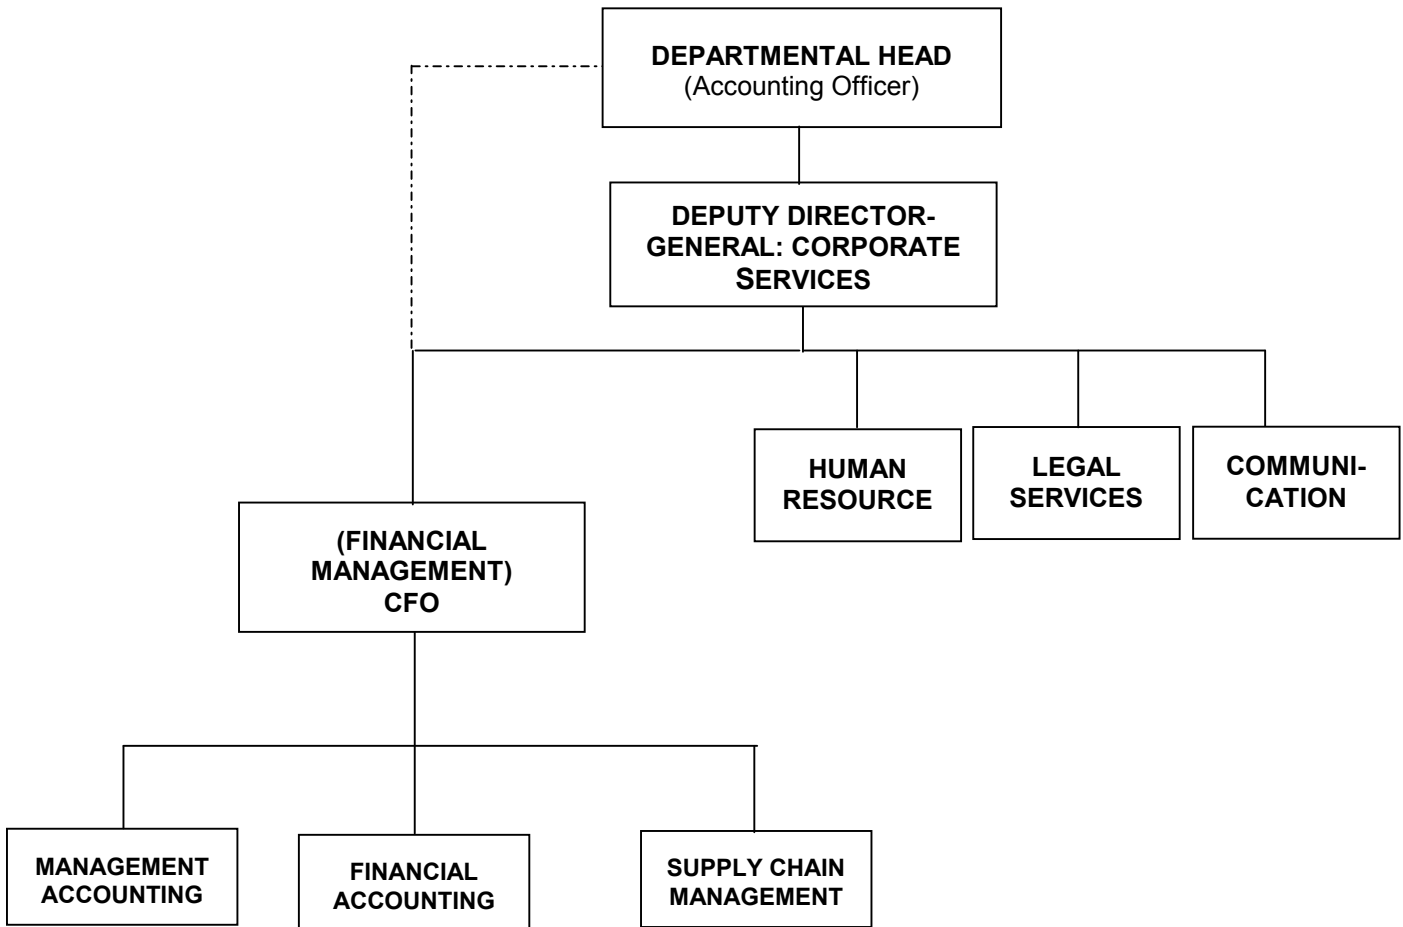 DEPARTMENTAL HEAD
(Accounting Officer)
DEPUTY DIRECTOR-
GENERAL: CORPORATE
SERVICES
HUMAN
RESOURCE
LEGAL
SERVICES
COMMUNI-
CATION
(FINANCIAL
MANAGEMENT)
CFO
MANAGEMENT
ACCOUNTING
FINANCIAL
ACCOUNTING
SUPPLY CHAIN
MANAGEMENT